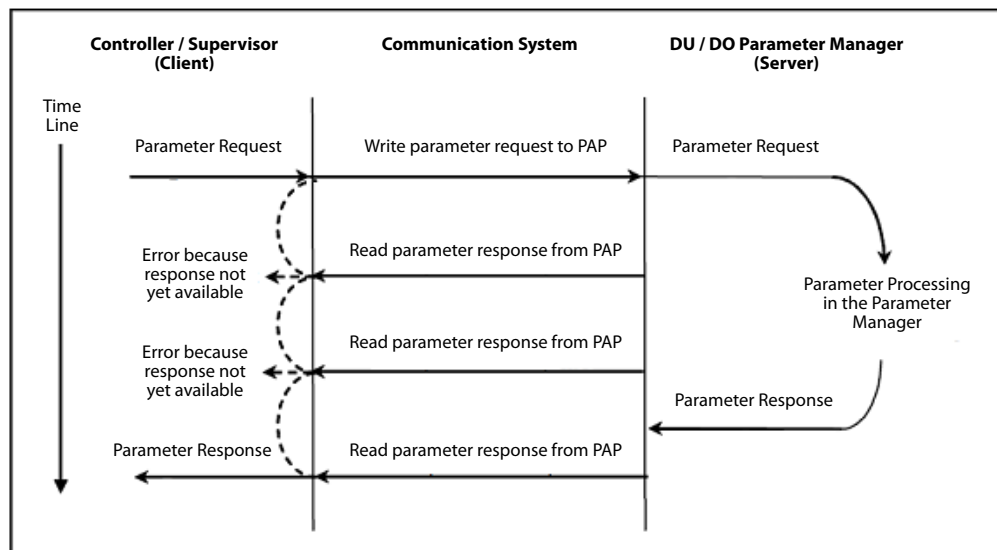 Controller / Supervisor
(Client)
Communication System
DU / DO Parameter Manager
(Server)
Time
Line
Parameter Request
Write parameter request to PAP
Parameter Request
Error because
response not
yet available
Read parameter response from PAP
Parameter Processing
in the Parameter
Manager
Error because
response not
yet available
Read parameter response from PAP
Parameter Response
Parameter Response
Read parameter response from PAP